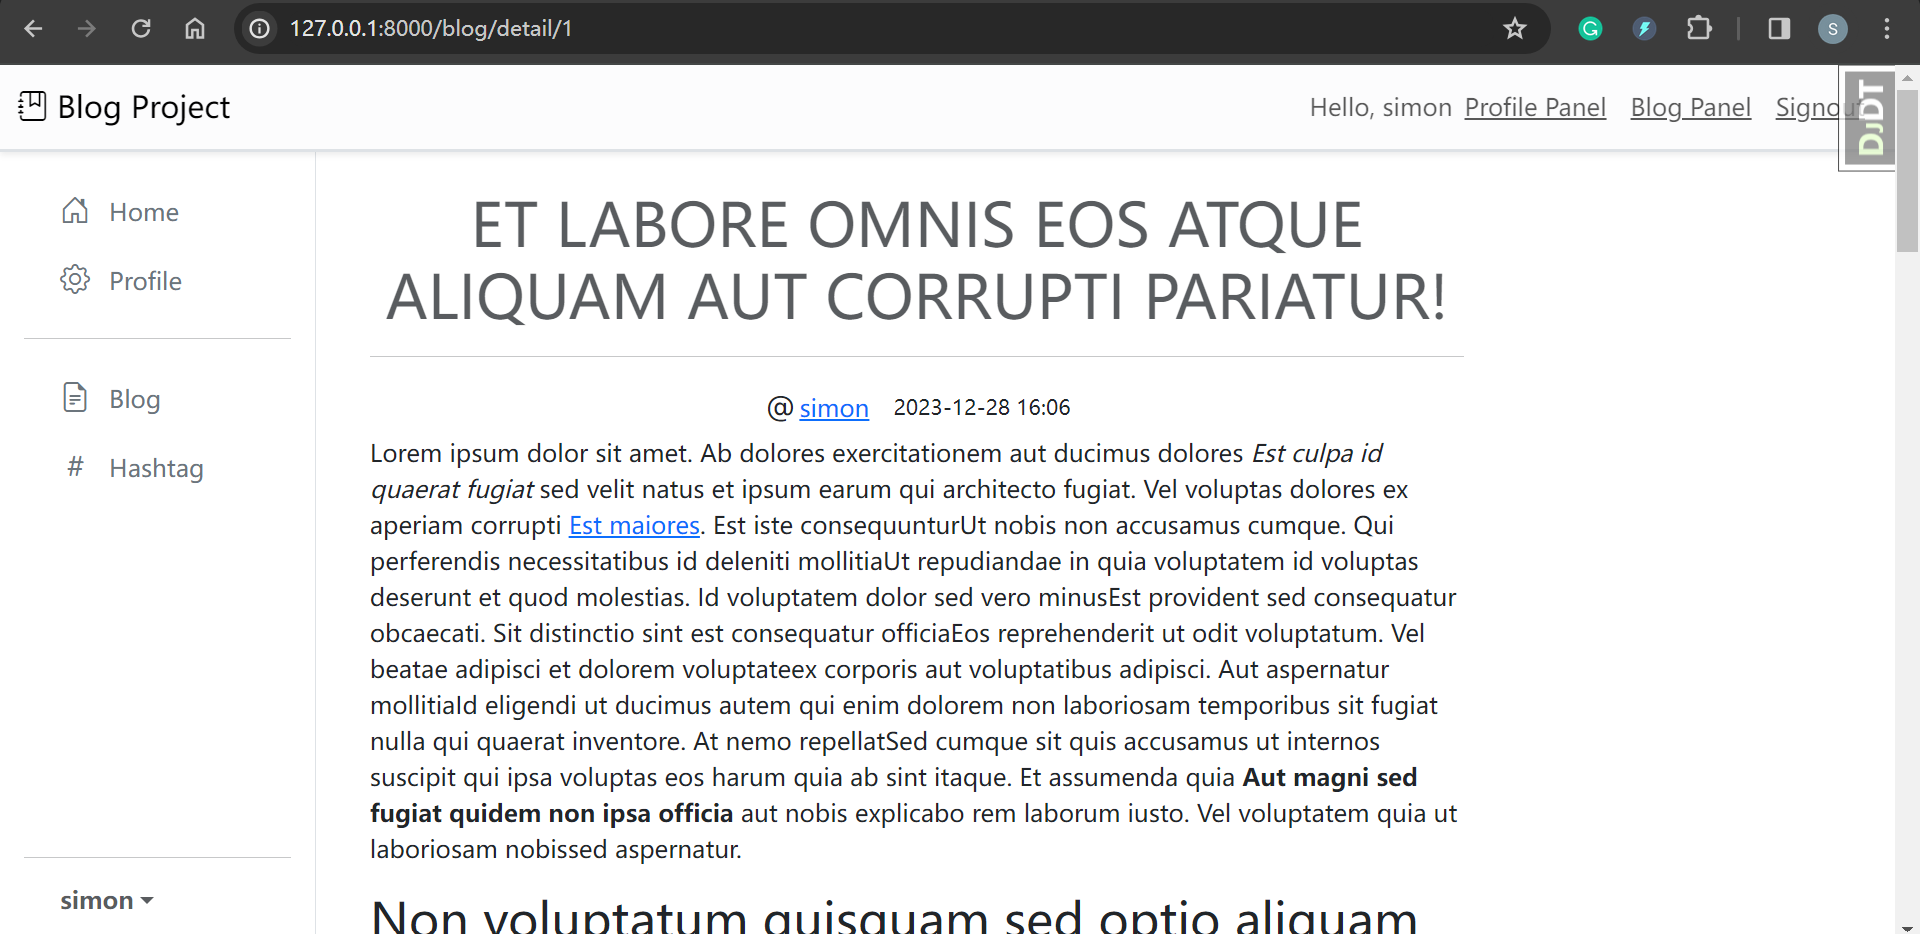 127.0.0.1:8000/blog/detail/1
S
Blog Project
Hello, simon Profile Panel Blog Panel Signout
DJDT
Home
Profile
Blog
# Hashtag
simon
ET LABORE OMNIS EOS ATQUE
ALIQUAM AUT CORRUPTI PARIATUR!
@ simon 2023-12-28 16:06
Lorem ipsum dolor sit amet. Ab dolores exercitationem aut ducimus dolores Est culpa id
quaerat fugiat sed velit natus et ipsum earum qui architecto fugiat. Vel voluptas dolores ex
aperiam corrupti Est maiores. Est iste consequunturUt nobis non accusamus cumque. Qui
perferendis necessitatibus id deleniti mollitiaUt repudiandae in quia voluptatem id voluptas
deserunt et quod molestias. Id voluptatem dolor sed vero minusEst provident sed consequatur
obcaecati. Sit distinctio sint est consequatur officiaEos reprehenderit ut odit voluptatum. Vel
beatae adipisci et dolorem voluptateex corporis aut voluptatibus adipisci. Aut aspernatur
mollitiaId eligendi ut ducimus autem qui enim dolorem non laboriosam temporibus sit fugiat
nulla qui quaerat inventore. At nemo repellatSed cumque sit quis accusamus ut internos
suscipit qui ipsa voluptas eos harum quia ab sint itaque. Et assumenda quia Aut magni sed
fugiat quidem non ipsa officia aut nobis explicabo rem laborum iusto. Vel voluptatem quia ut
laboriosam nobissed aspernatur.
Non voluptatum quisquam sed optio aliquam